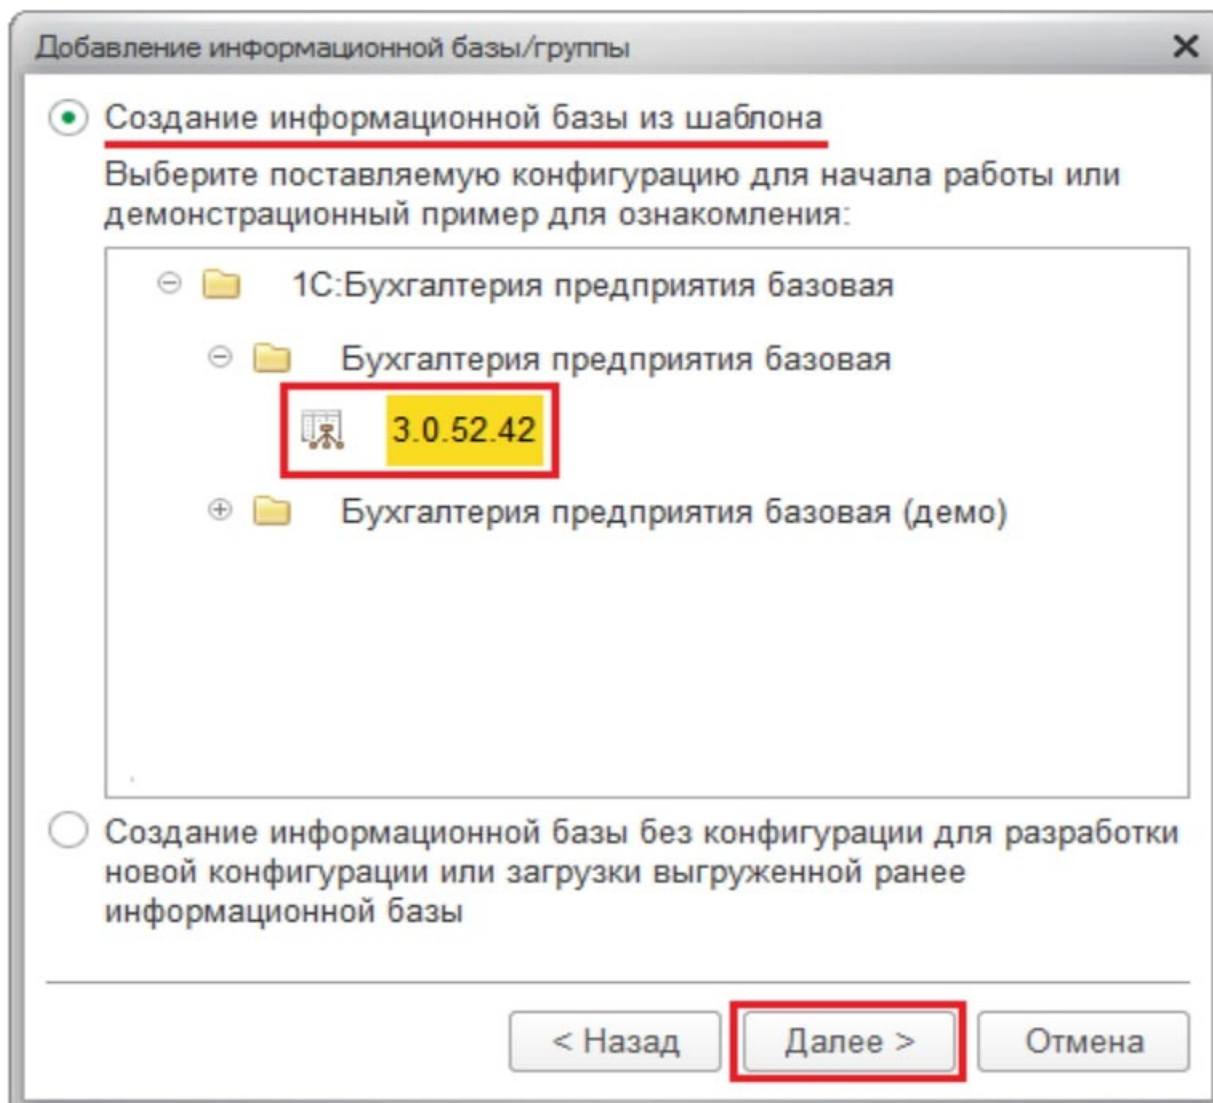 Добавление информационной базы/группы
Создание информационной базы из шаблона
Выберите поставляемую конфигурацию для начала работы или
демонстрационный пример для ознакомления:
1С:Бухгалтерия предприятия базовая
Бухгалтерия предприятия базовая
3.0.52.42
Бухгалтерия предприятия базовая (демо)
Создание информационной базы без конфигурации для разработки
новой конфигурации или загрузки выгруженной ранее
информационной базы
< Назад
Далее >
Отмена